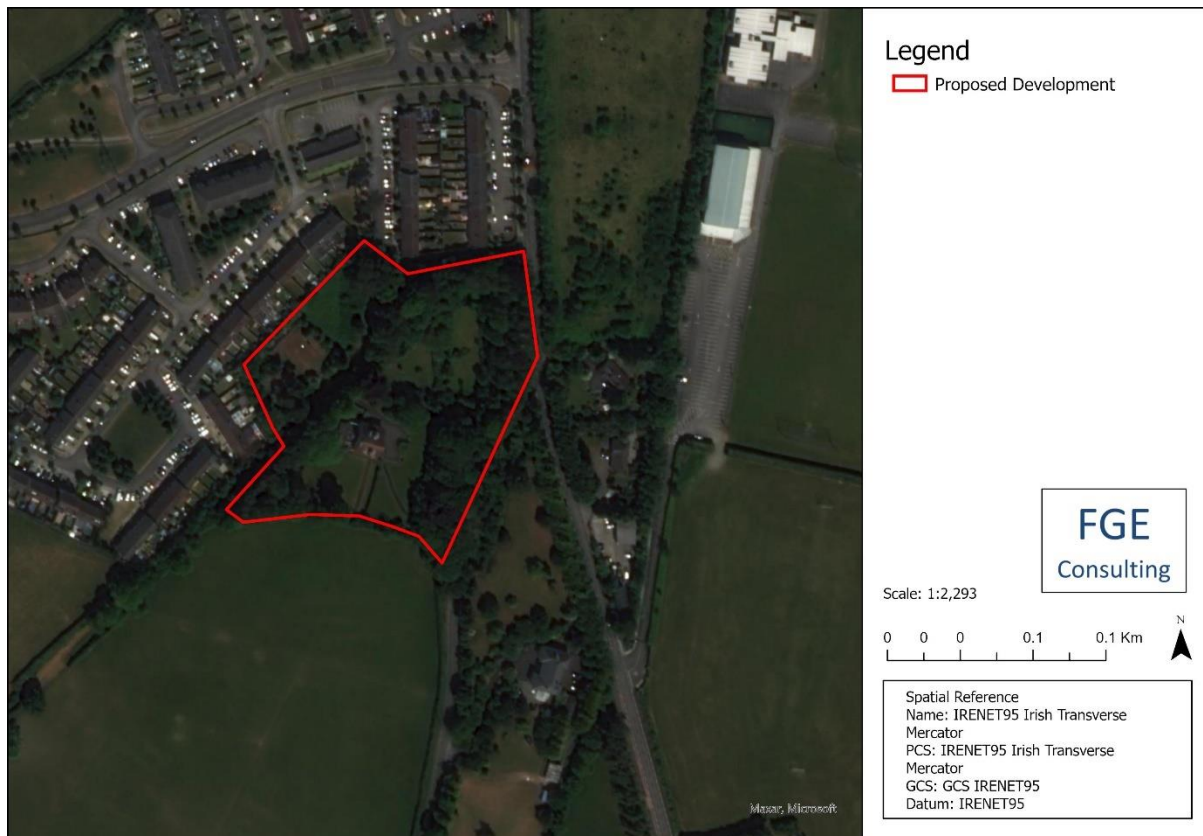 Legend
Proposed Development
FGE
Consulting
Scale: 1:2,293
N
0 0 0 0.1 0.1 Km
Spatial Reference
Name: IRENET95 Irish Transverse
Mercator
PCS: IRENET95 Irish Transverse
Mercator
GCS: GCS IRENET95
Datum: IRENET95
Maxar, Microsoft